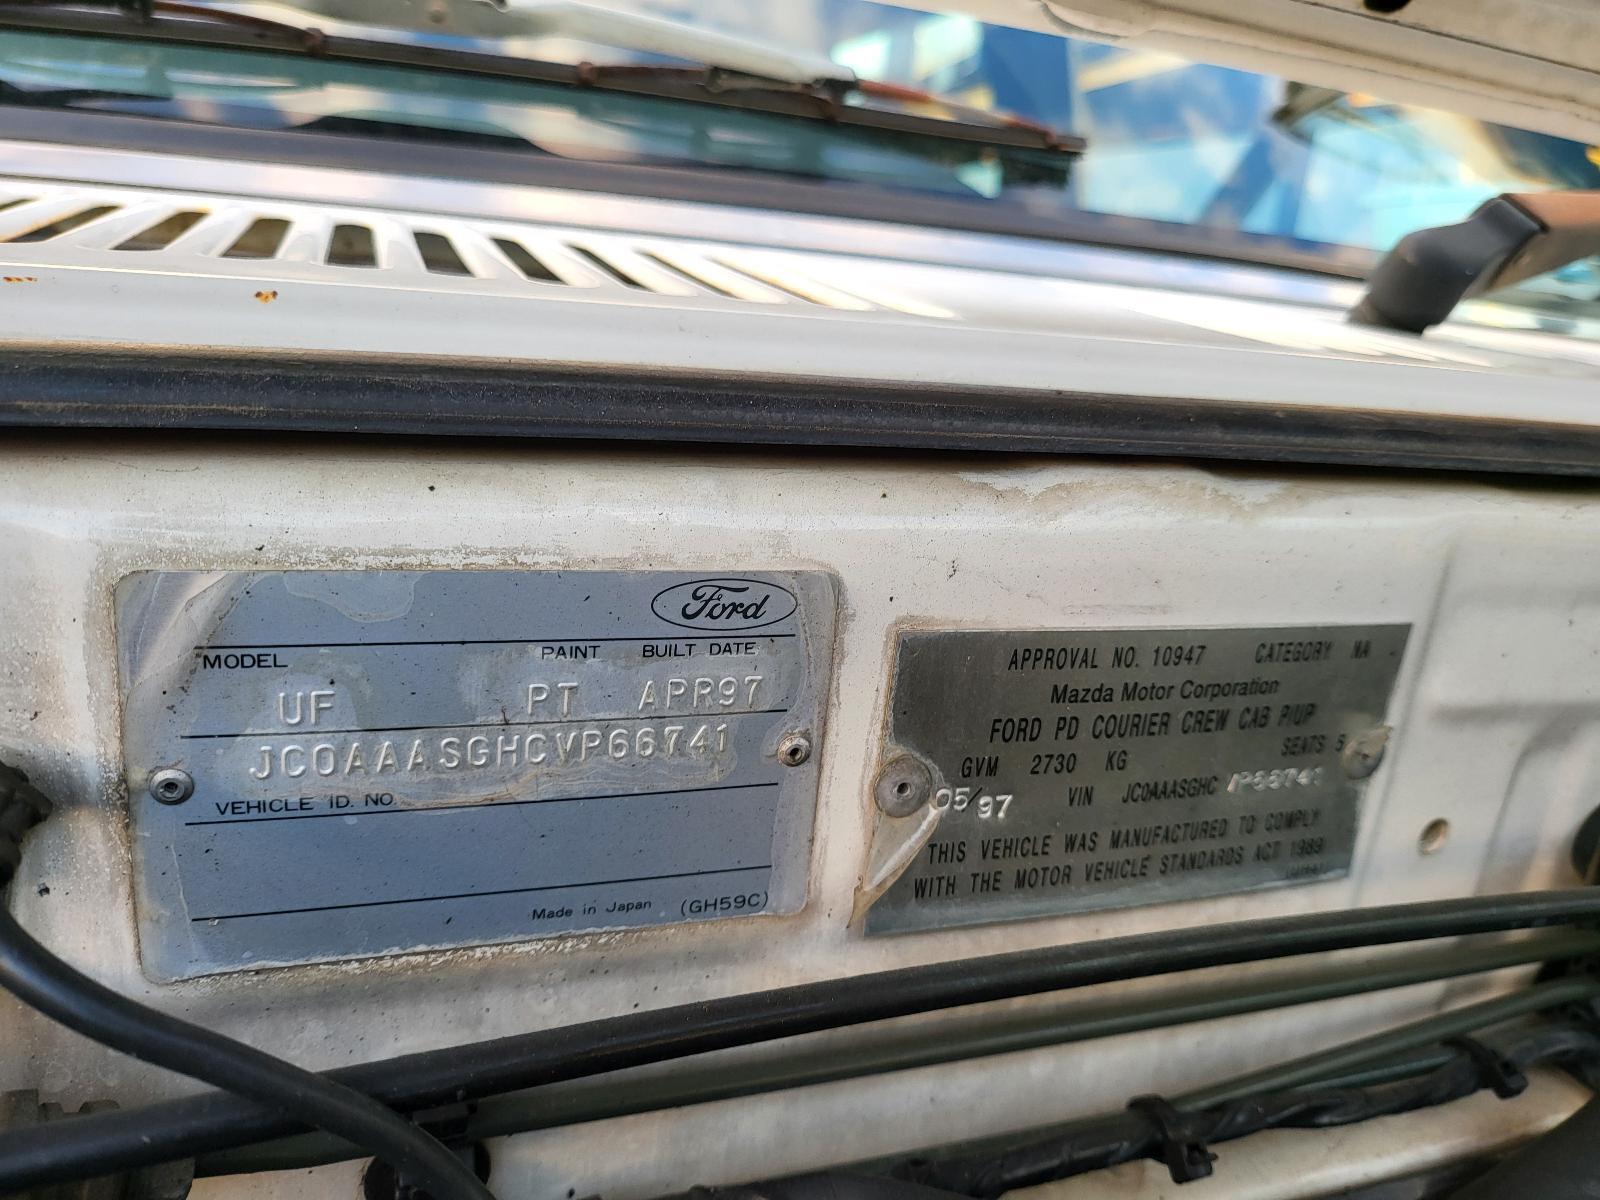 Ford
MODEL PAINT BUILT DATE
UF PT APR97
JC0AAASGHCVP66741
VEHICLE ID. NO.
Made in Japan (GH59C)
APPROVAL NO. 10947 CATEGORY NA
Mazda Motor Corporation
FORD PD COURIER CREW CAB P/UP
GVM 2730 KG SEATS 5
05/97 VIN JC0AAASGHC VP66741
THIS VEHICLE WAS MANUFACTURED TO COMPLY
WITH THE MOTOR VEHICLE STANDARDS ACT 1989